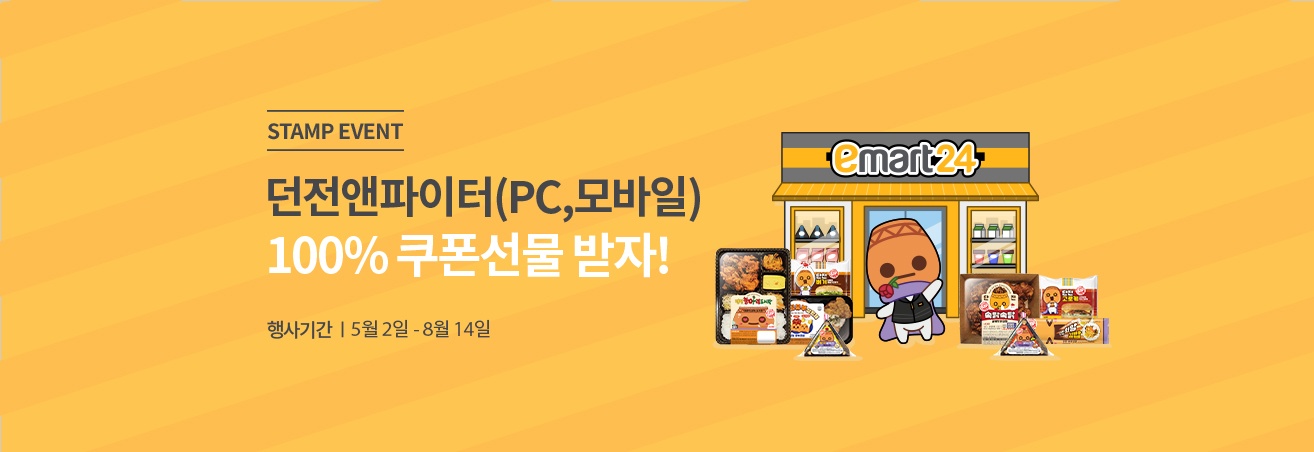 STAMP EVENT
던전앤파이터(PC,모바일)
100% 쿠폰선물 받자!
행사기간 ㅣ5월 2일 - 8월 14일
emart24